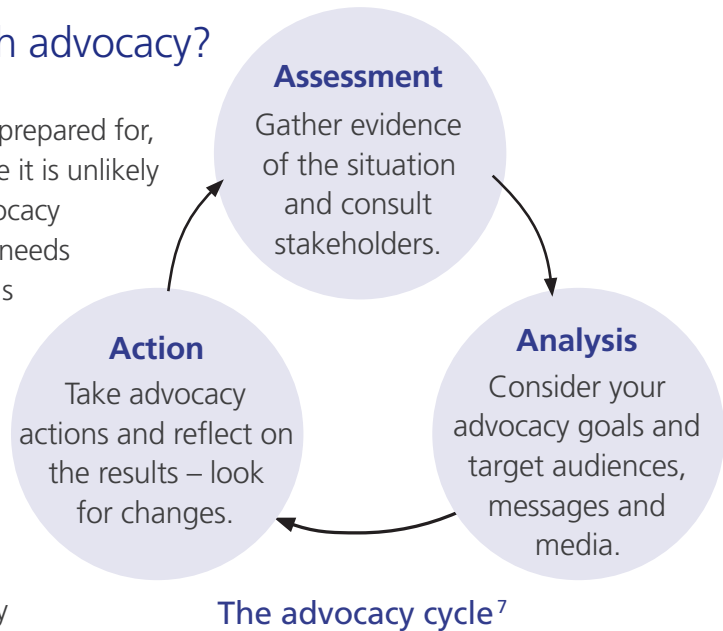 h advocacy?
prepared for,
e it is unlikely
ocacy
needs
s
Assessment
Gather evidence
of the situation
and consult
stakeholders.
Analysis
Consider your
advocacy goals and
target audiences,
messages and
media.
Action
Take advocacy
actions and reflect on
the results – look
for changes.
y
The advocacy cycle⁷